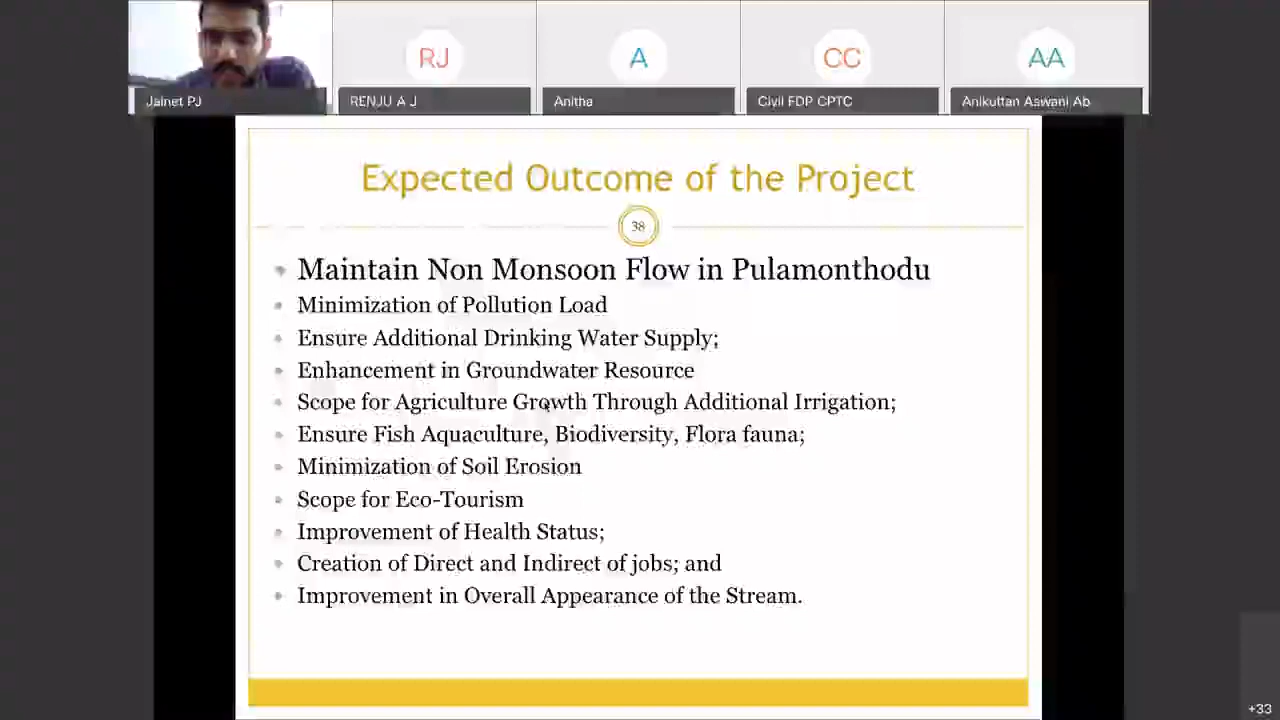 RJ
A
CC
AA
Jainet PJ
RENJU A J
Anitha
Civil FDP CPTC
Anikuttan Aswani Ab
Expected Outcome of the Project
38
Maintain Non Monsoon Flow in Pulamonthodu
Minimization of Pollution Load
Ensure Additional Drinking Water Supply;
Enhancement in Groundwater Resource
Scope for Agriculture Growth Through Additional Irrigation;
Ensure Fish Aquaculture, Biodiversity, Flora fauna;
Minimization of Soil Erosion
Scope for Eco-Tourism
Improvement of Health Status;
Creation of Direct and Indirect of jobs; and
Improvement in Overall Appearance of the Stream.
+33